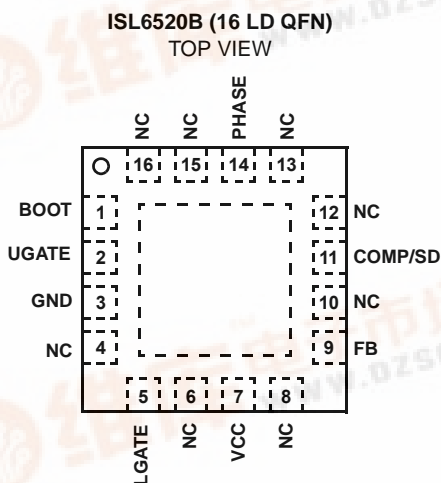 ISL6520B (16 LD QFN)
TOP VIEW
NC
NC
PHASE
NC
16
15
14
13
BOOT 1
12 NC
UGATE 2
11 COMP/SD
GND 3
10 NC
NC 4
9 FB
5
6
7
8
LGATE
NC
VCC
NC